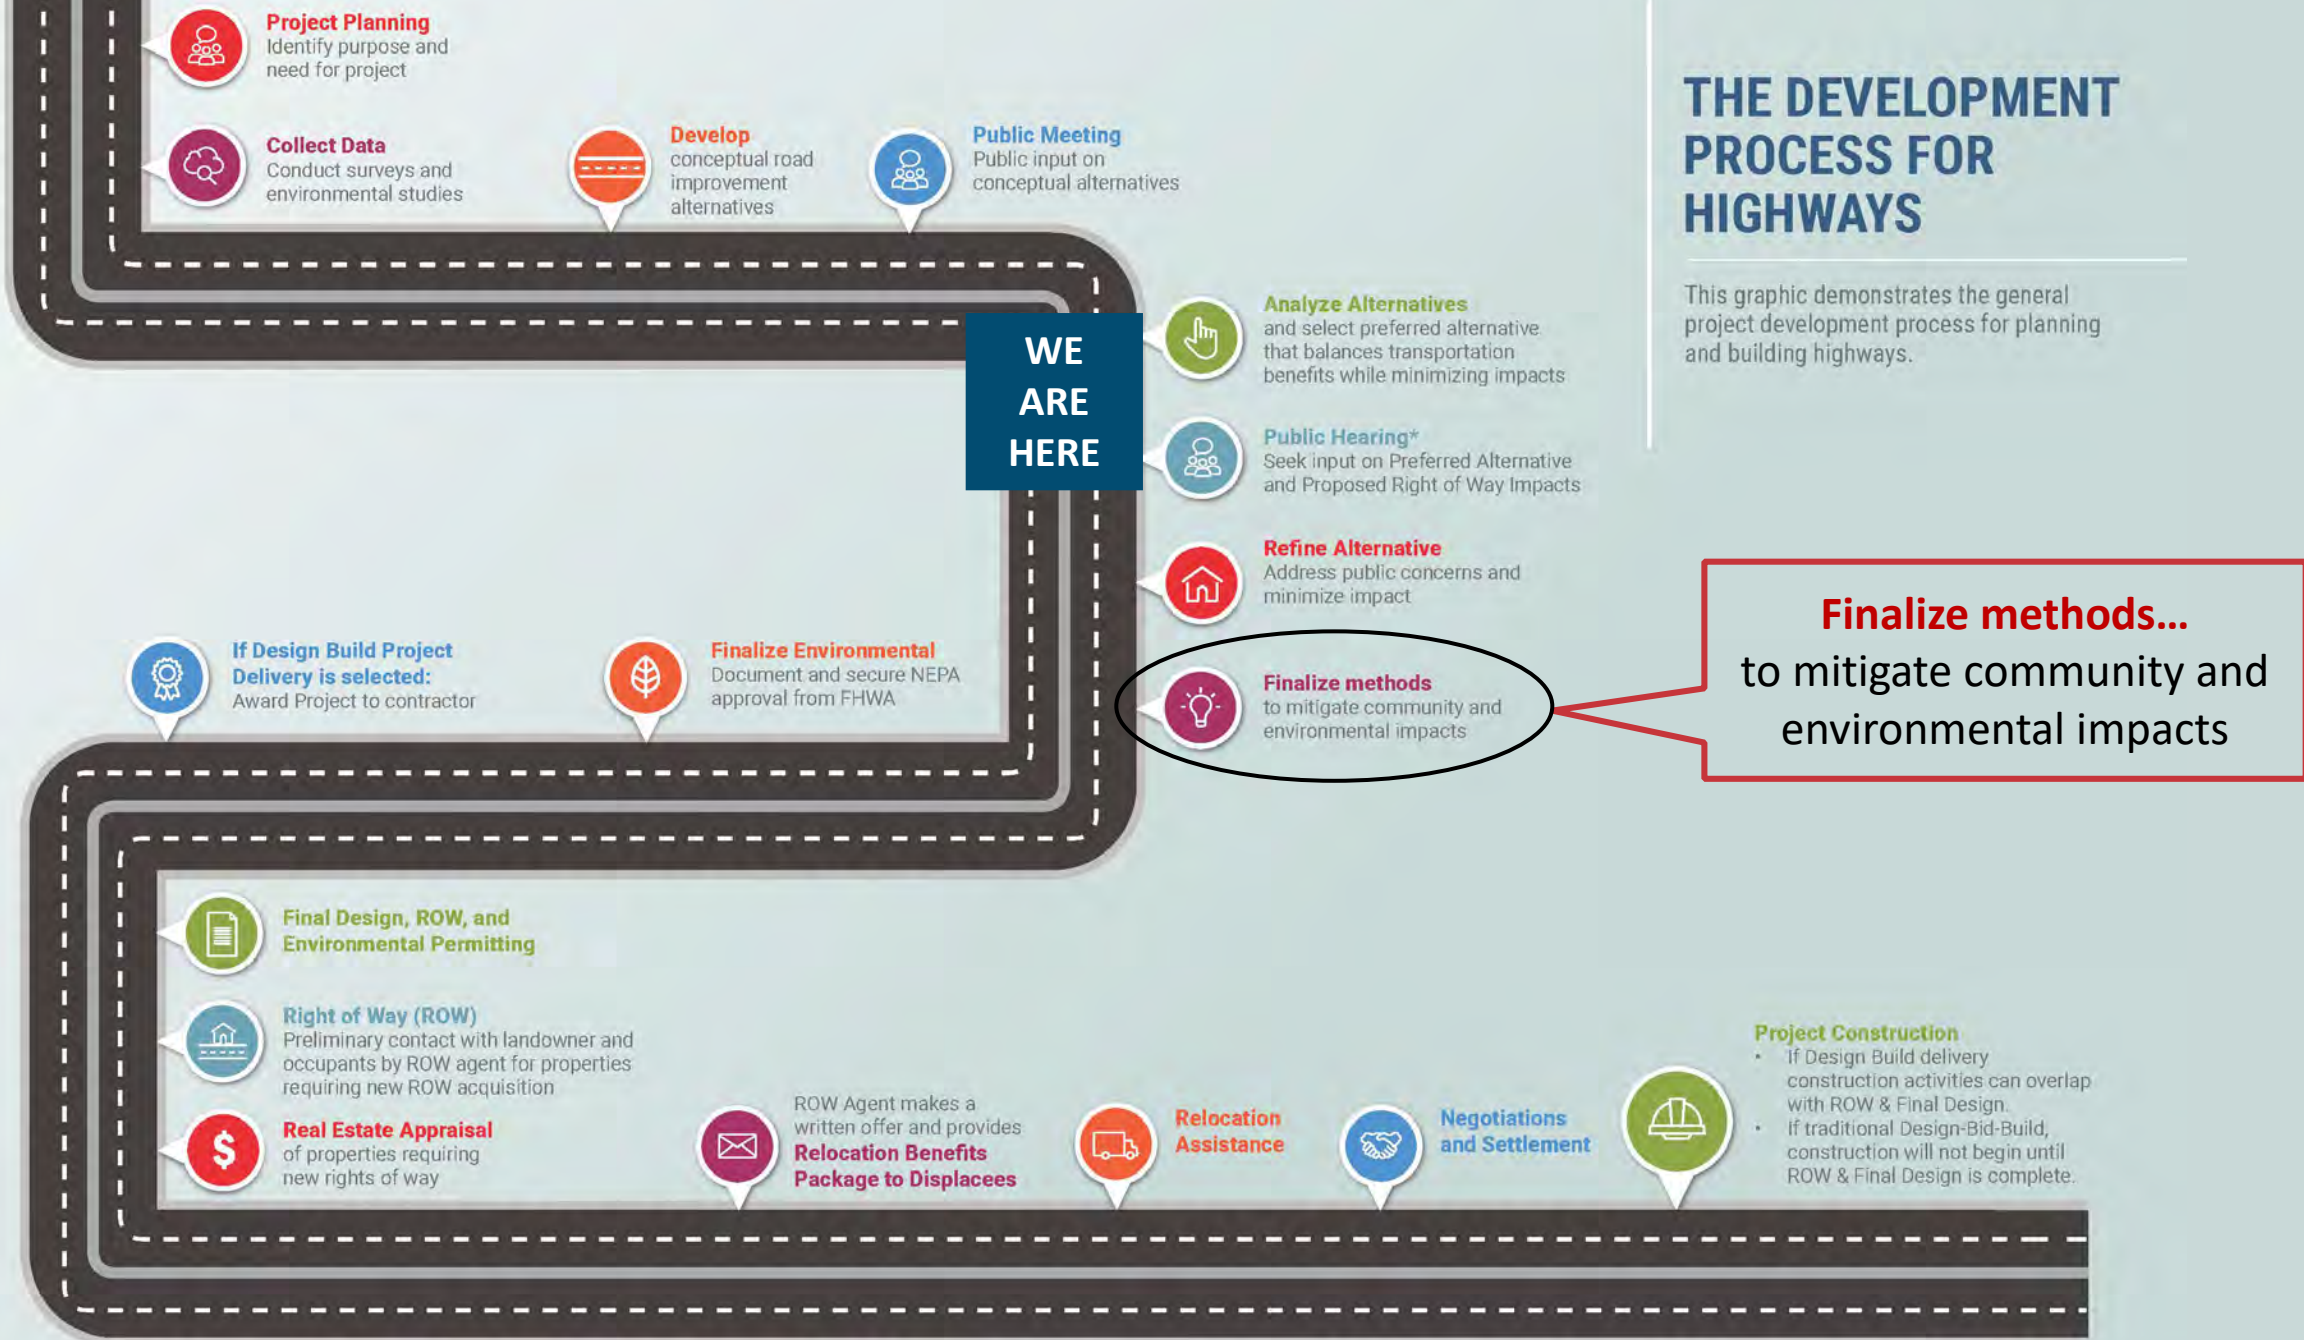 Project Planning
Identify purpose and
need for project
Collect Data
Conduct surveys and
environmental studies
Develop
conceptual road
improvement
alternatives
Public Meeting
Public input on
conceptual alternatives
THE DEVELOPMENT
PROCESS FOR
HIGHWAYS
This graphic demonstrates the general
project development process for planning
and building highways.
WE
ARE
HERE
Analyze Alternatives
and select preferred alternative
that balances transportation
benefits while minimizing impacts
Public Hearing*
Seek input on Preferred Alternative
and Proposed Right of Way Impacts
Refine Alternative
Address public concerns and
minimize impact
Finalize methods
to mitigate community and
environmental impacts
Finalize methods...
to mitigate community and
environmental impacts
Finalize Environmental
Document and secure NEPA
approval from FHWA
If Design Build Project
Delivery is selected:
Award Project to contractor
Final Design, ROW, and
Environmental Permitting
Right of Way (ROW)
Preliminary contact with landowner and
occupants by ROW agent for properties
requiring new ROW acquisition
$
Real Estate Appraisal
of properties requiring
new rights of way
ROW Agent makes a
written offer and provides
Relocation Benefits
Package to Displacees
Relocation
Assistance
Negotiations
and Settlement
Project Construction
• If Design Build delivery
construction activities can overlap
with ROW & Final Design.
• If traditional Design-Bid-Build,
construction will not begin until
ROW & Final Design is complete.